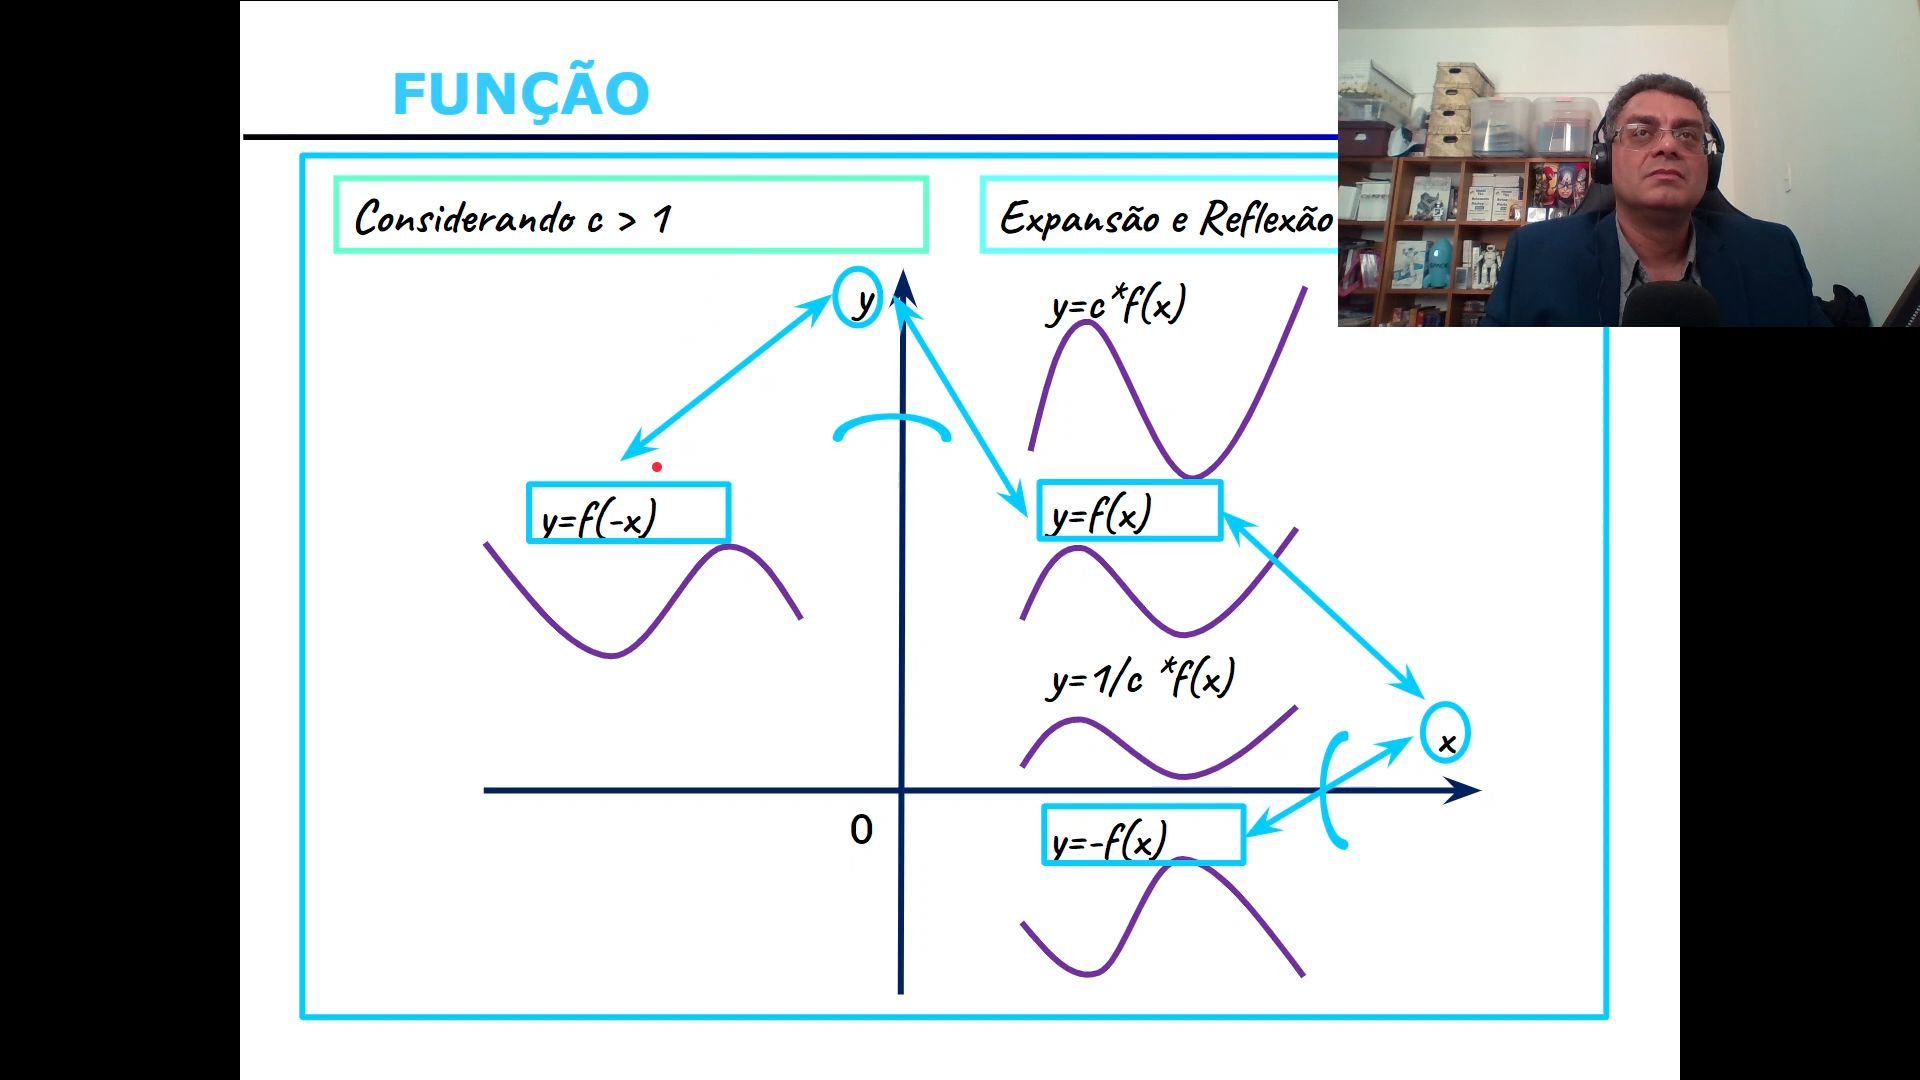 FUNÇÃO
Considerando c > 1
Expansão e Reflexão
y
y=c*f(x)
y=f(-x)
y=f(x)
y=1/c *f(x)
x
0
y=-f(x)